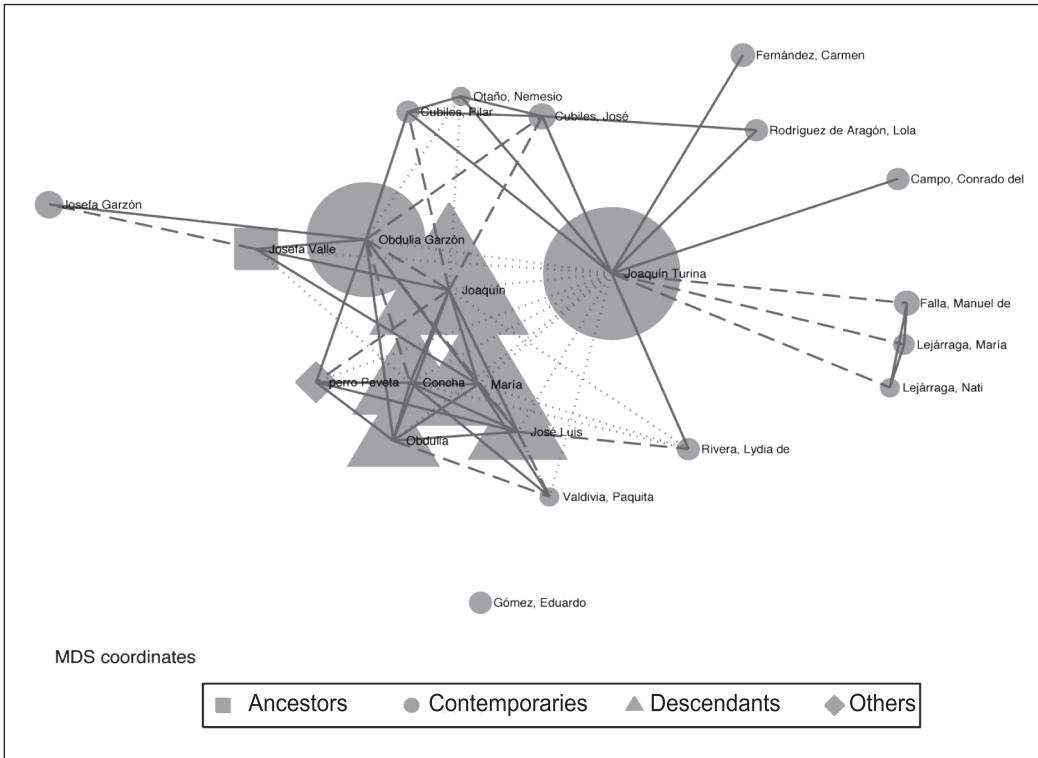 Fernández, Carmen
Otaño, Nemesio
Cubiles, Pilar
Cubiles, José
Rodríguez de Aragón, Lola
Campo, Conrado del
Josefa Garzón
Obdulia Garzòn
Josefa Valle
Joaquín Turina
Joaquín
Falla, Manuel de
Lejárraga, María
perro Peveta
Concha
María
Lejárraga, Nati
José Luis
Obdulia
Rivera, Lydia de
Valdivia, Paquita
Gómez, Eduardo
MDS coordinates
Ancestors
Contemporaries
Descendants
Others